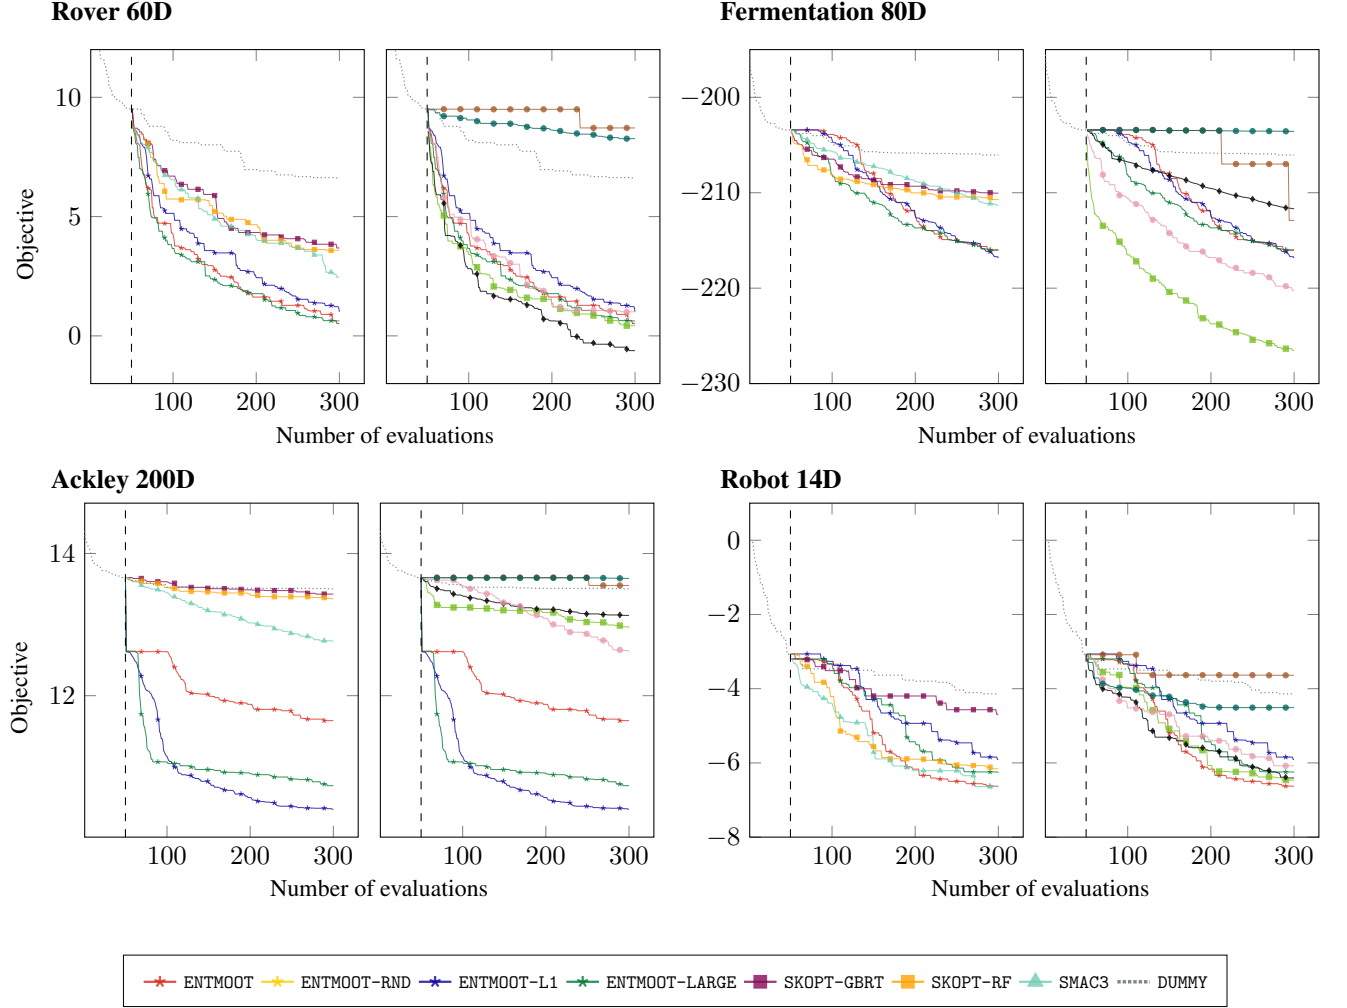 Rover 60D
Fermentation 80D
10
5
0
Objective
100 200 300 100 200 300
Number of evaluations
−200
−210
−220
−230
100 200 300 100 200 300
Number of evaluations
Ackley 200D
Robot 14D
14
12
Objective
100 200 300 100 200 300
Number of evaluations
0
−2
−4
−6
−8
100 200 300 100 200 300
Number of evaluations
ENTMOOT ENTMOOT-RND ENTMOOT-L1 ENTMOOT-LARGE SKOPT-GBRT SKOPT-RF SMAC3 DUMMY